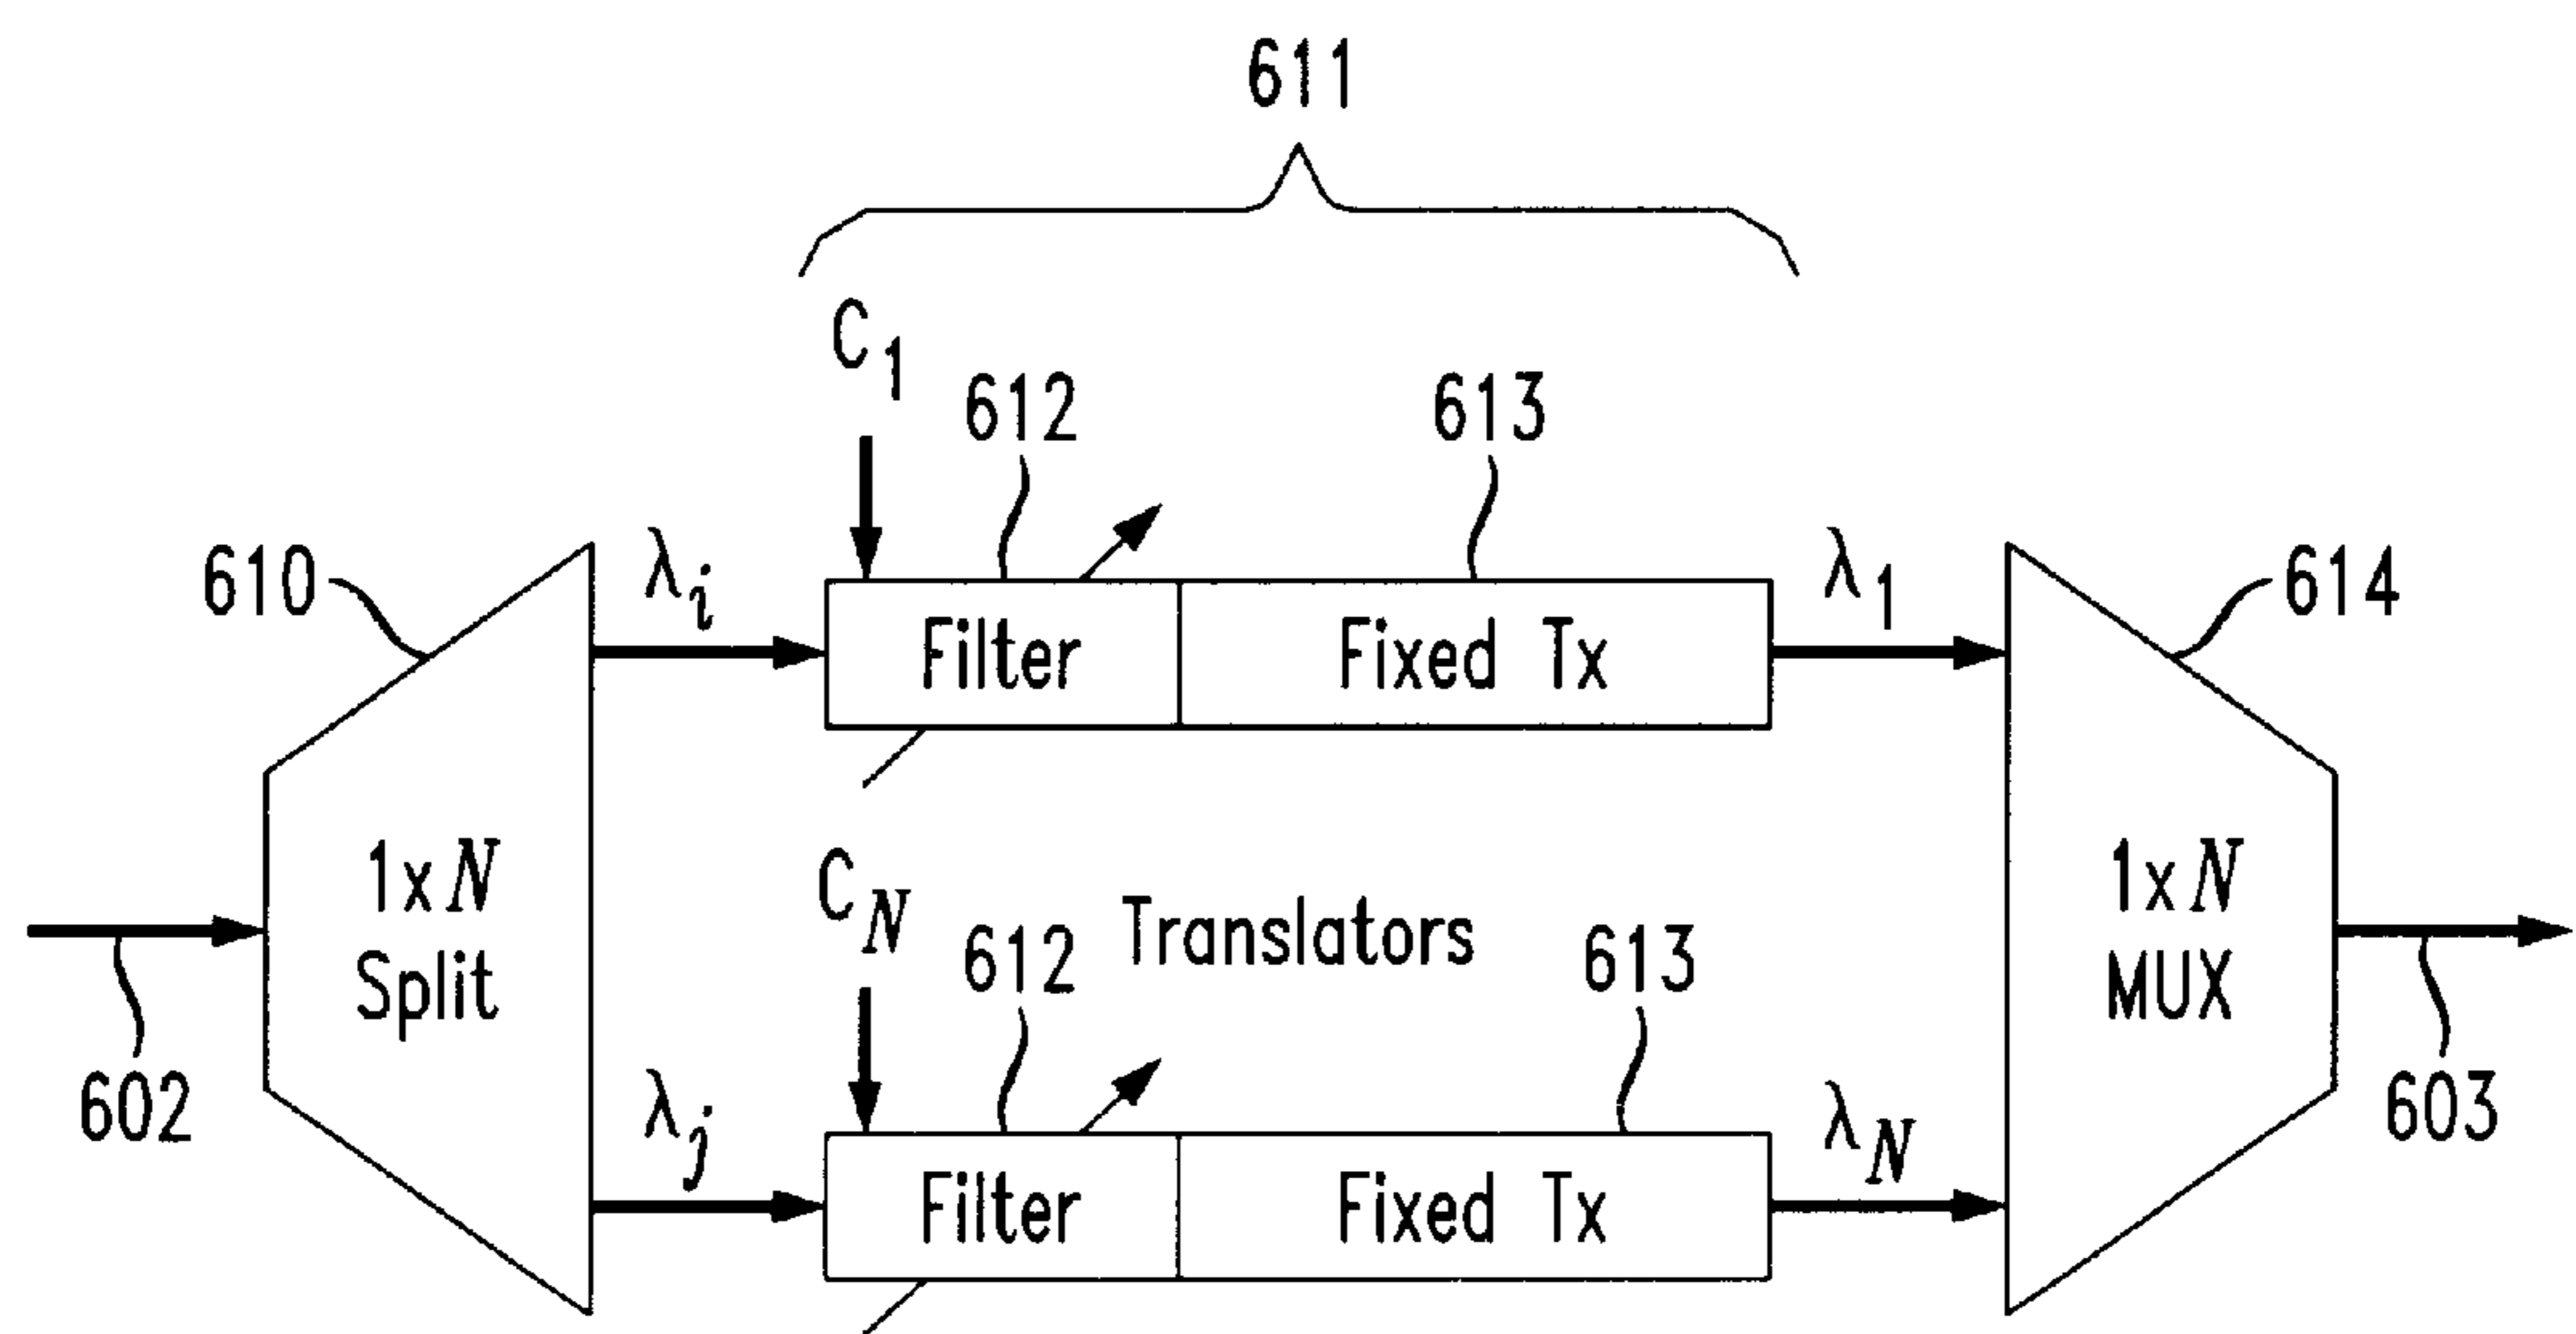 611
C1
612
613
610
λi
λ1
614
Filter
Fixed Tx
1xN
Split
CN
Translators
1xN
MUX
612
613
602
λj
λN
603
Filter
Fixed Tx